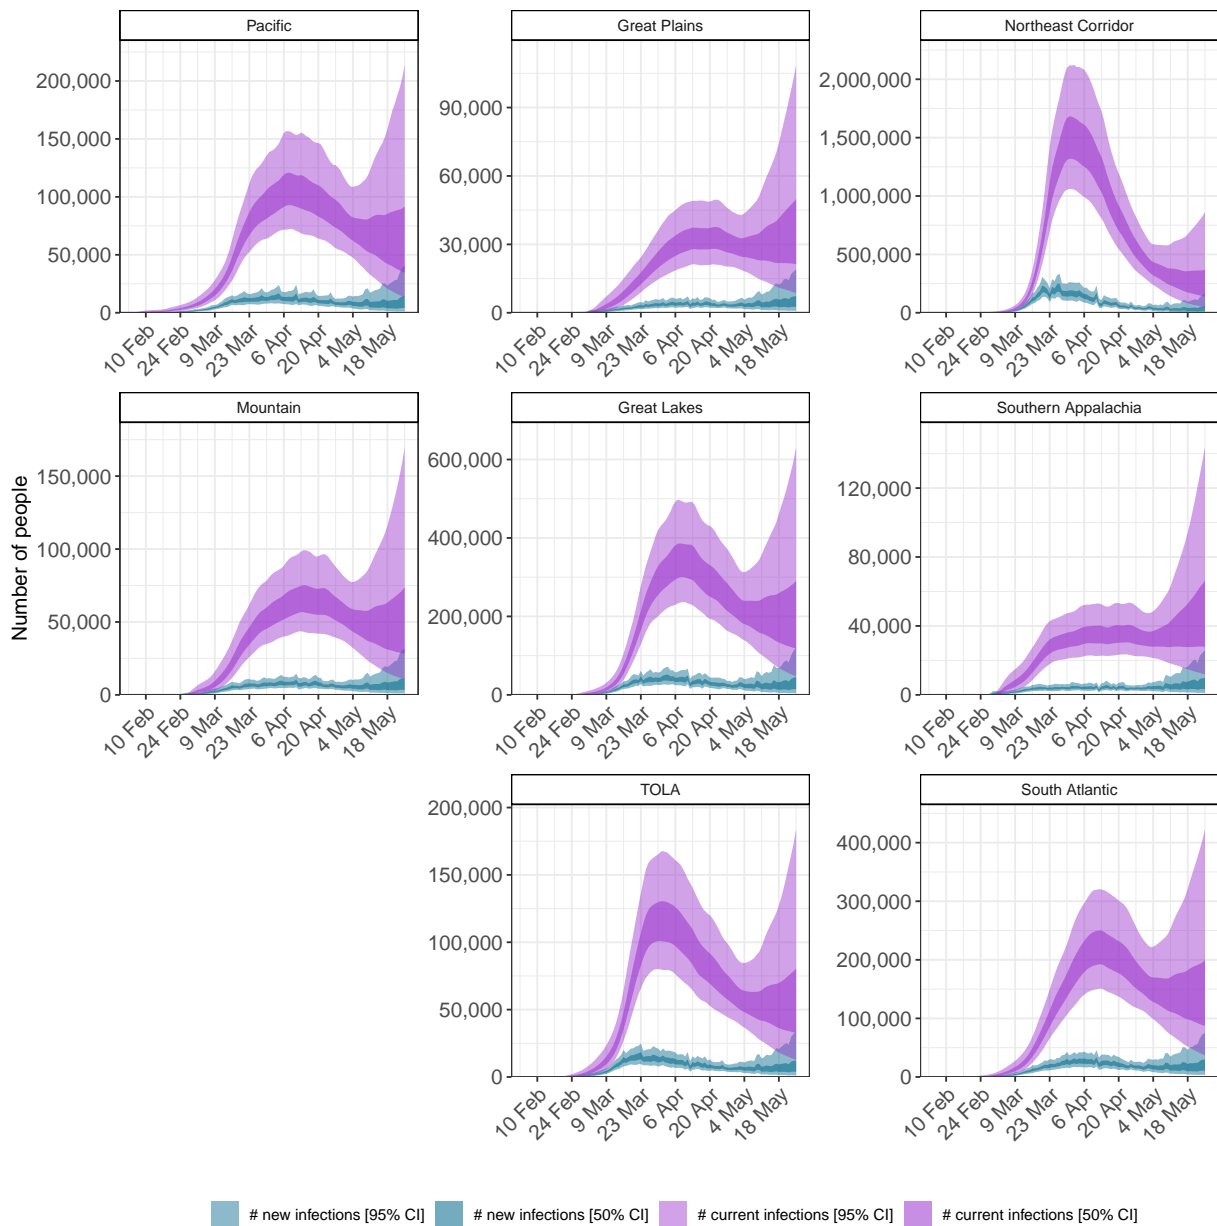 Pacific
Great Plains
Northeast Corridor
200,000
150,000
100,000
50,000
0
90,000
60,000
30,000
0
2,000,000
1,500,000
1,000,000
500,000
0
10 Feb
24 Feb
9 Mar
23 Mar
6 Apr
20 Apr
4 May
18 May
10 Feb
24 Feb
9 Mar
23 Mar
6 Apr
20 Apr
4 May
18 May
10 Feb
24 Feb
9 Mar
23 Mar
6 Apr
20 Apr
4 May
18 May
Number of people
Mountain
Great Lakes
Southern Appalachia
150,000
100,000
50,000
0
600,000
400,000
200,000
0
120,000
80,000
40,000
0
10 Feb
24 Feb
9 Mar
23 Mar
6 Apr
20 Apr
4 May
18 May
10 Feb
24 Feb
9 Mar
23 Mar
6 Apr
20 Apr
4 May
18 May
10 Feb
24 Feb
9 Mar
23 Mar
6 Apr
20 Apr
4 May
18 May
TOLA
South Atlantic
200,000
150,000
100,000
50,000
0
400,000
300,000
200,000
100,000
0
10 Feb
24 Feb
9 Mar
23 Mar
6 Apr
20 Apr
4 May
18 May
10 Feb
24 Feb
9 Mar
23 Mar
6 Apr
20 Apr
4 May
18 May
# new infections [95% CI] # new infections [50% CI] # current infections [95% CI] # current infections [50% CI]